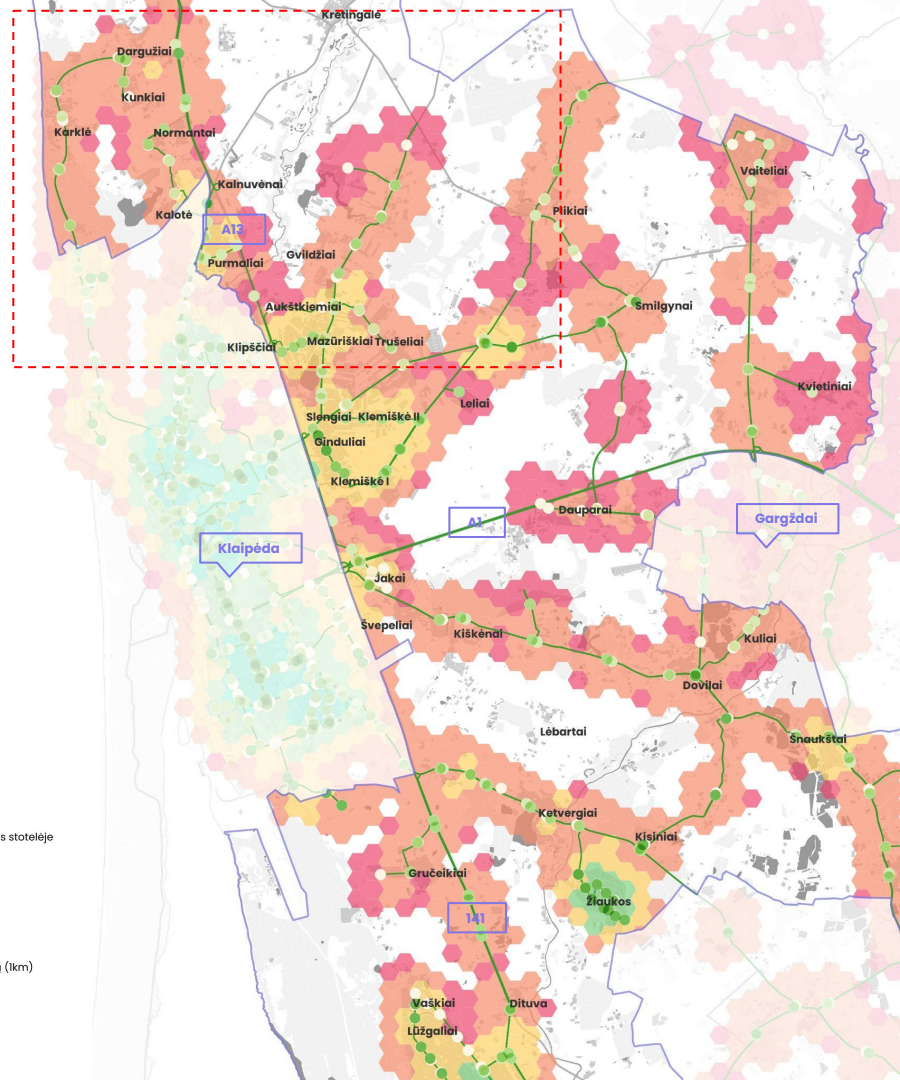 Kretingalė
Dargužiai
Kunkiai
Karklė
Normantai
Kalnuvėnai
Vaiteliai
Kalotė
Plikiai
A13
Gvildžiai
Purmaliai
Aukštkiemiai
Smilgynai
Klipščiai
Mazūriškiai
Trušeliai
Kvietiniai
Leliai
Slengiai
Klemiškė II
Ginduliai
Klemiškė I
Dauparai
A1
Gargždai
Klaipėda
Jakai
Švepeliai
Kiškėnai
Kuliai
Dovilai
Lėbartai
Šnaukštai
Ketvergiai
s stotelėje
Kisiniai
Gručeikiai
Žiaukos
141
(1km)
Vaškiai
Dituva
Lūžgaliai